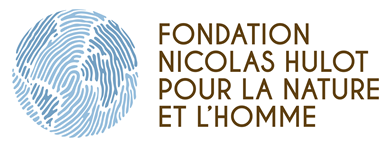 FONDATION
NICOLAS HULOT
POUR LA NATURE
ET L'HOMME